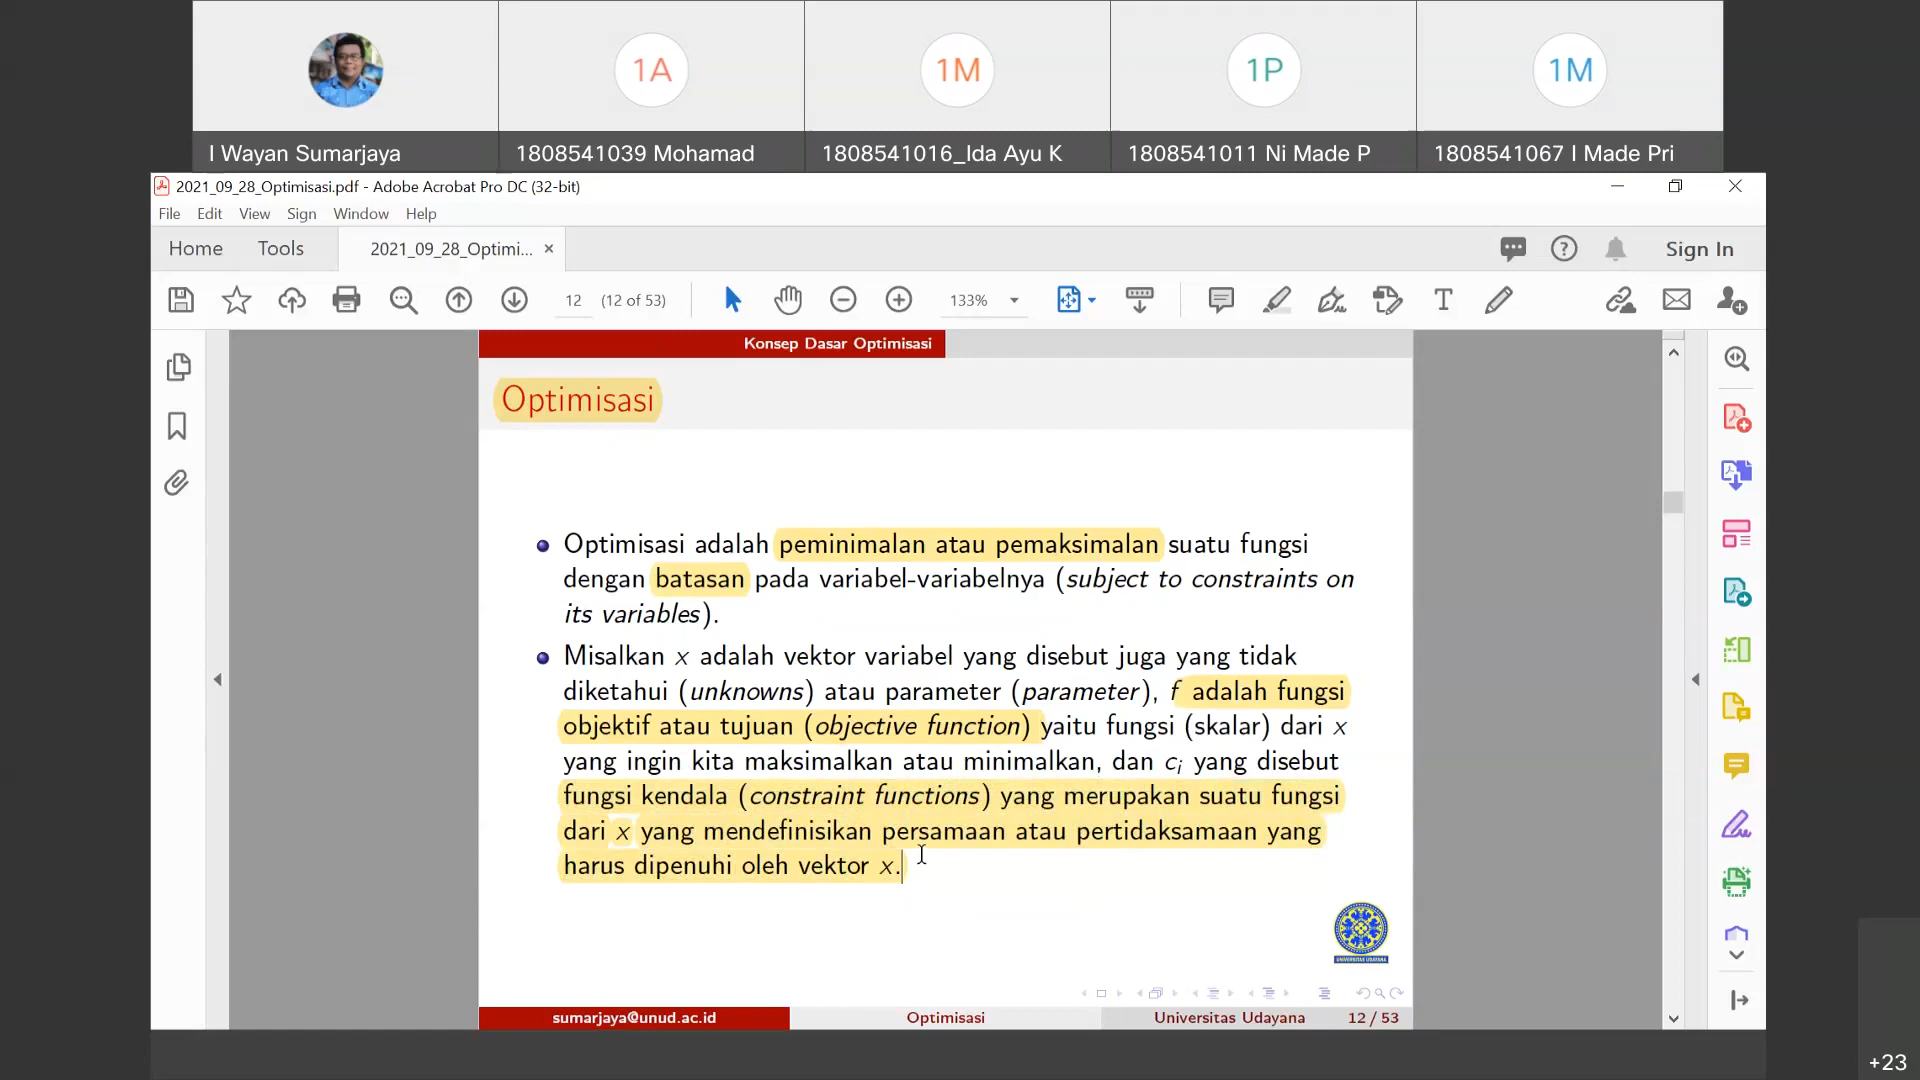 1A
1M
1P
1M
I Wayan Sumarjaya
1808541039 Mohamad
1808541016_Ida Ayu K
1808541011 Ni Made P
1808541067 I Made Pri
2021_09_28_Optimisasi.pdf - Adobe Acrobat Pro DC (32-bit)
File Edit View Sign Window Help
Home Tools 2021_09_28_Optimi... × Sign In
12 (12 of 53) 133%
Konsep Dasar Optimisasi
Optimisasi
Optimisasi adalah peminimalan atau pemaksimalan suatu fungsi
dengan batasan pada variabel-variabelnya (subject to constraints on
its variables).
Misalkan x adalah vektor variabel yang disebut juga yang tidak
diketahui (unknowns) atau parameter (parameter), f adalah fungsi
objektif atau tujuan (objective function) yaitu fungsi (skalar) dari x
yang ingin kita maksimalkan atau minimalkan, dan cᵢ yang disebut
fungsi kendala (constraint functions) yang merupakan suatu fungsi
dari x yang mendefinisikan persamaan atau pertidaksamaan yang
harus dipenuhi oleh vektor x.
UNIVERSITAS UDAYANA
sumarjaya@unud.ac.id Optimisasi Universitas Udayana 12 / 53
+23